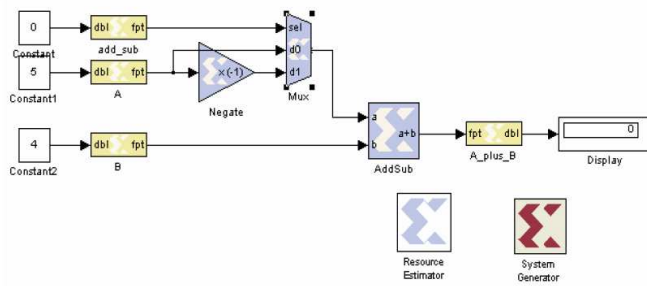 0
dbl fpt
sel
Constant
add_sub
d0
5
dbl fpt
x (-1)
d1
Constant1
A
Negate
Mux
a
a+b
b
fpt dbl
0
4
dbl fpt
Constant2
B
AddSub
A_plus_B
Display
Resource
Estimator
System
Generator